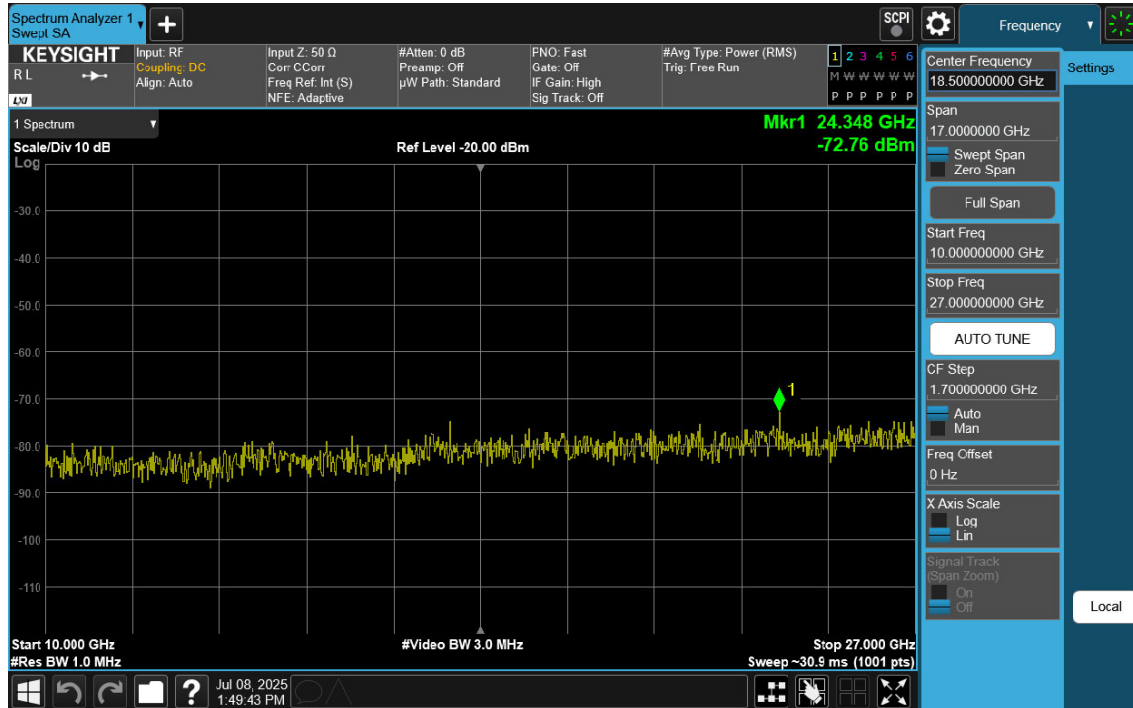 Spectrum Analyzer 1
Swept SA
SCPI
Frequency
KEYSIGHT
R L
LXI
Input: RF
Coupling: DC
Align: Auto
Input Z: 50 Ω
Corr CCorr
Freq Ref: Int (S)
NFE: Adaptive
#Atten: 0 dB
Preamp: Off
µW Path: Standard
PNO: Fast
Gate: Off
IF Gain: High
Sig Track: Off
#Avg Type: Power (RMS)
Trig: Free Run
1 2 3 4 5 6
M W W W W W
P P P P P P
1 Spectrum
Scale/Div 10 dB
Ref Level -20.00 dBm
Mkr1 24.348 GHz
-72.76 dBm
Log
-30.0
-40.0
-50.0
-60.0
-70.0
-80.0
-90.0
-100
-110
1
Start 10.000 GHz
#Res BW 1.0 MHz
#Video BW 3.0 MHz
Stop 27.000 GHz
Sweep ~30.9 ms (1001 pts)
Center Frequency
18.500000000 GHz
Settings
Span
17.0000000 GHz
Swept Span
Zero Span
Full Span
Start Freq
10.000000000 GHz
Stop Freq
27.000000000 GHz
AUTO TUNE
CF Step
1.700000000 GHz
Auto
Man
Freq Offset
0 Hz
X Axis Scale
Log
Lin
Signal Track
(Span Zoom)
On
Off
Local
?
Jul 08, 2025
1:49:43 PM